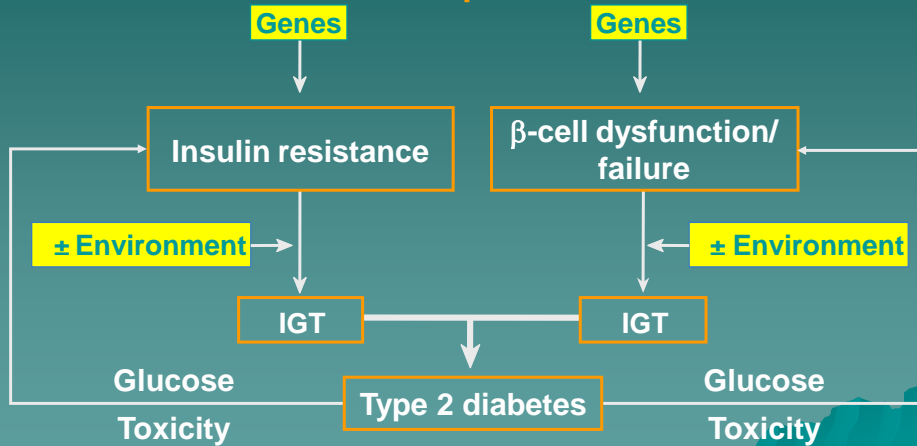 Genes
Genes
Insulin resistance
β-cell dysfunction/
failure
± Environment
± Environment
IGT
IGT
Glucose
Toxicity
Type 2 diabetes
Glucose
Toxicity